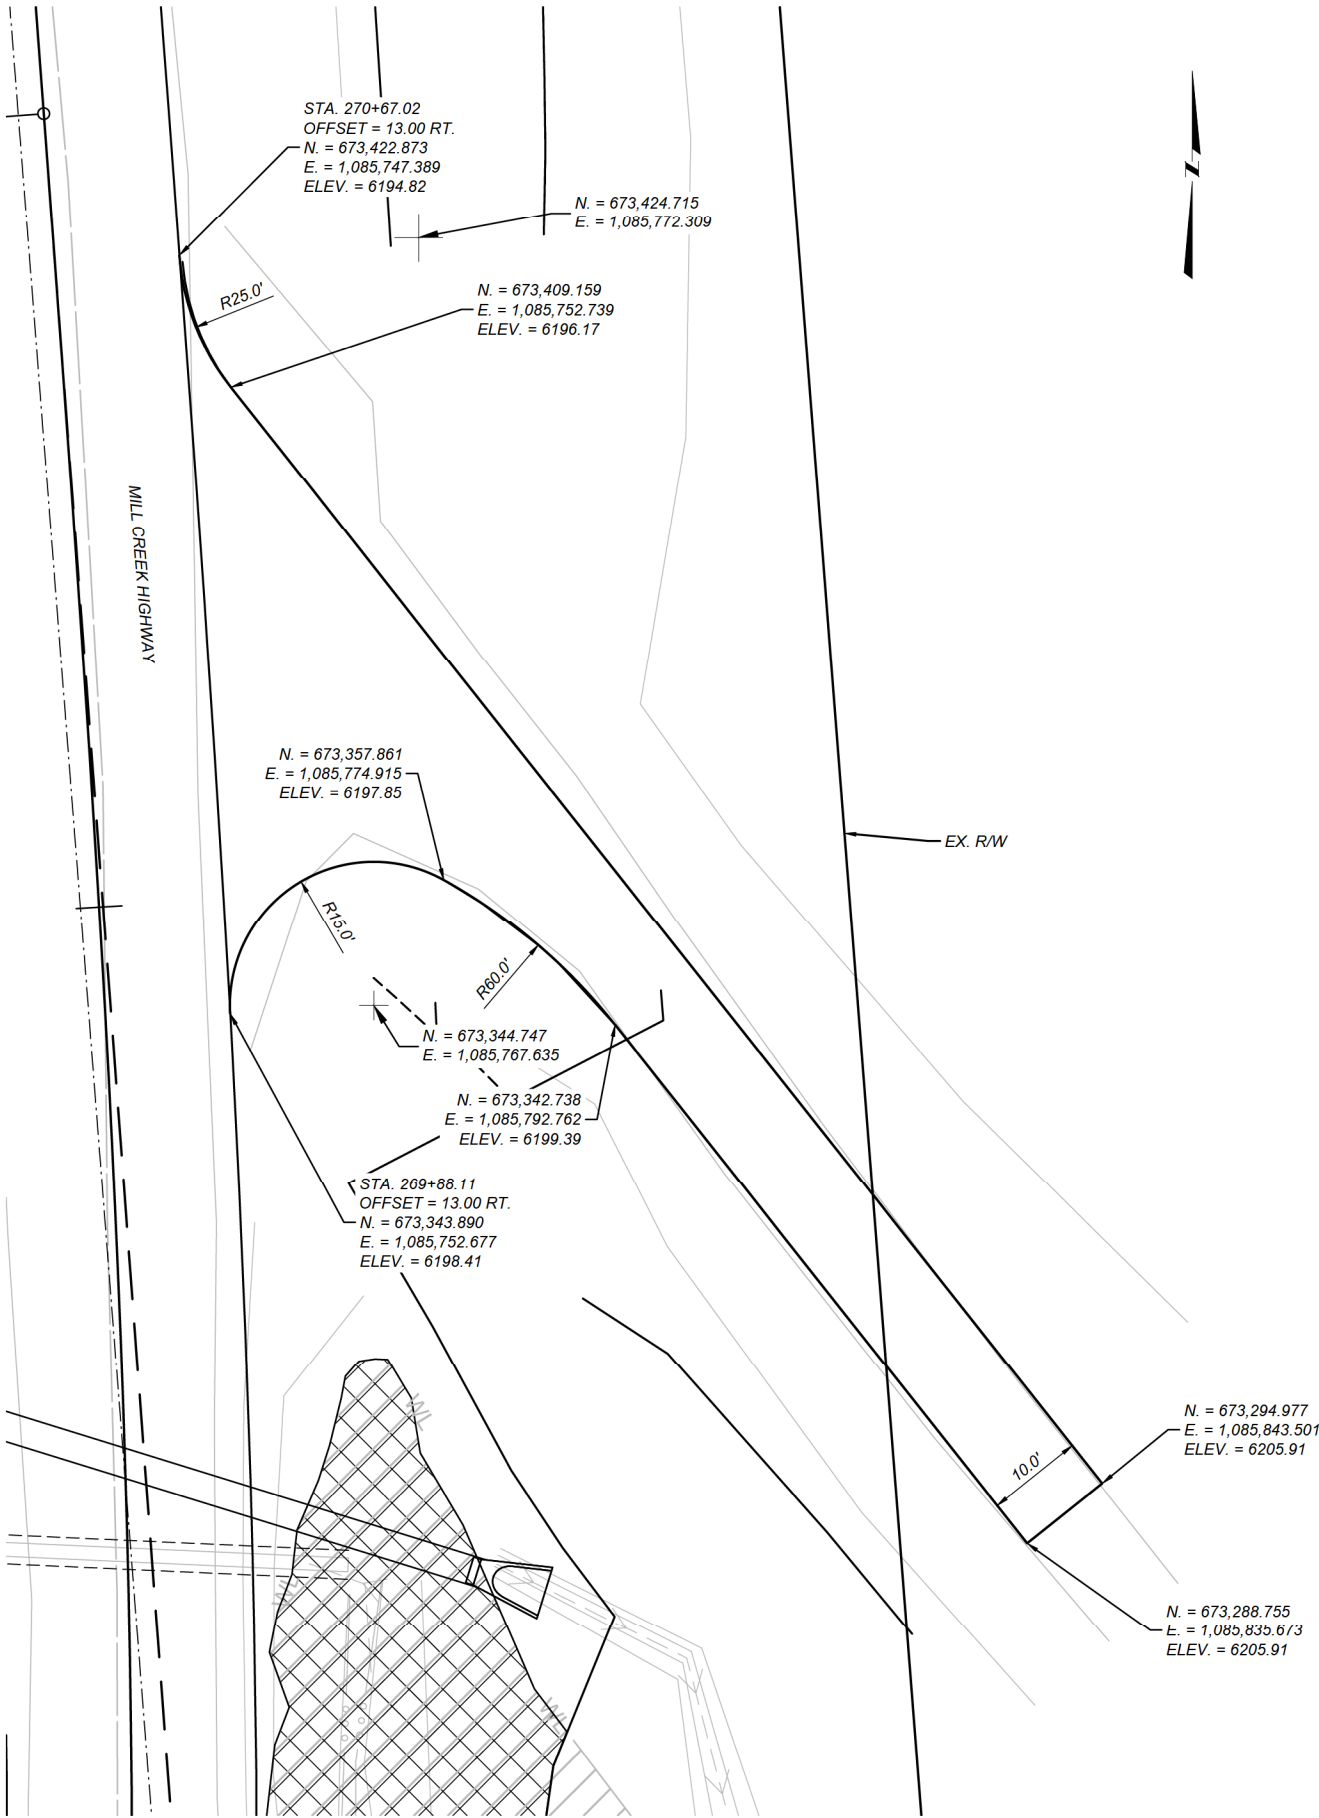 STA. 270+67.02
OFFSET = 13.00 RT.
N. = 673,422.873
E. = 1,085,747.389
ELEV. = 6194.82
N. = 673,424.715
E. = 1,085,772.309
Z
R25.0'
N. = 673,409.159
E. = 1,085,752.739
ELEV. = 6196.17
MILL CREEK HIGHWAY
N. = 673,357.861
E. = 1,085,774.915
ELEV. = 6197.85
EX. R/W
R15.0'
R60.0'
N. = 673,344.747
E. = 1,085,767.635
N. = 673,342.738
E. = 1,085,792.762
ELEV. = 6199.39
STA. 269+88.11
OFFSET = 13.00 RT.
N. = 673,343.890
E. = 1,085,752.677
ELEV. = 6198.41
WL
N. = 673,294.977
E. = 1,085,843.501
ELEV. = 6205.91
10.0'
WL
N. = 673,288.755
E. = 1,085,835.673
ELEV. = 6205.91
WL